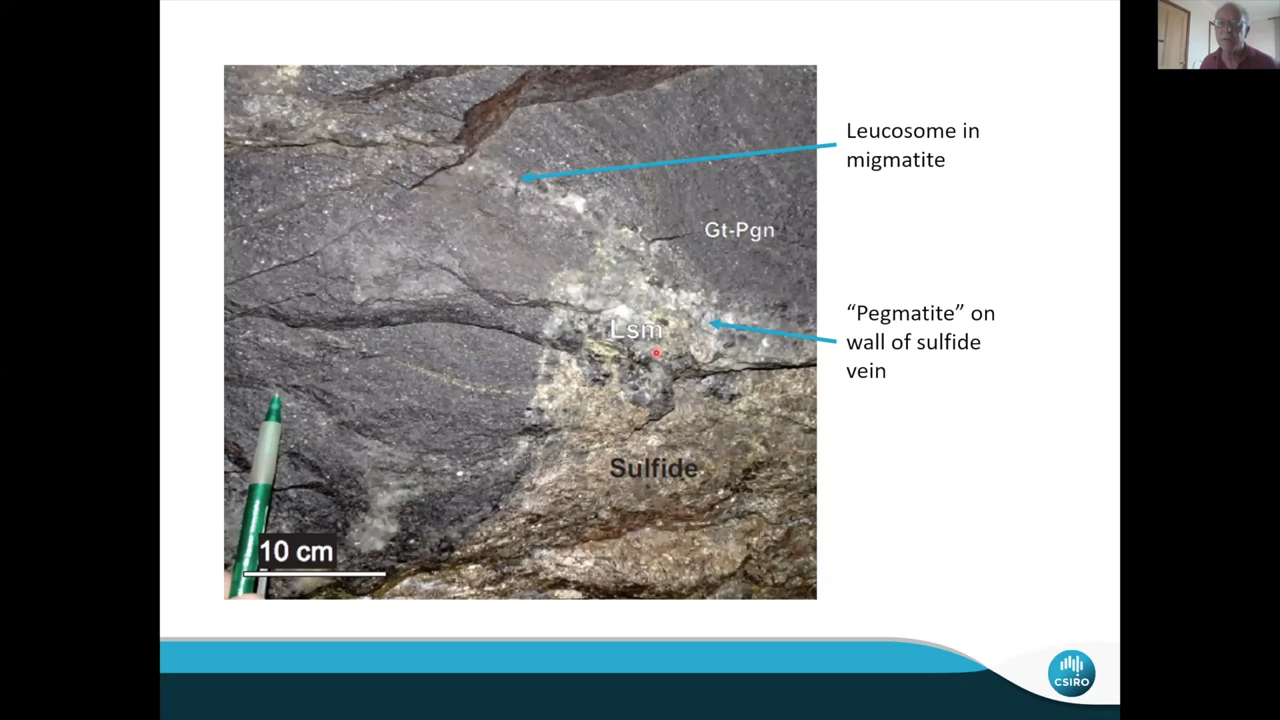 Leucosome in
migmatite
Gt-Pgn
"Pegmatite" on
wall of sulfide
vein
Lsm
Sulfide
10 cm
CSIRO